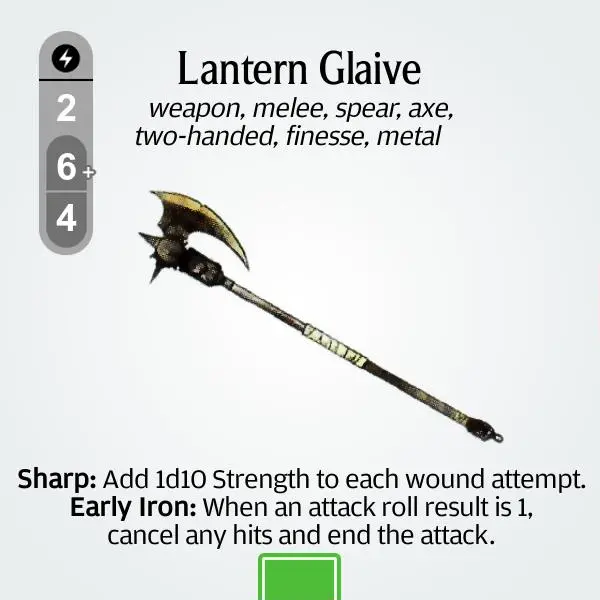 Lantern Glaive
weapon, melee, spear, axe,
two-handed, finesse, metal
2
6+
4
Sharp: Add 1d10 Strength to each wound attempt.
Early Iron: When an attack roll result is 1,
cancel any hits and end the attack.